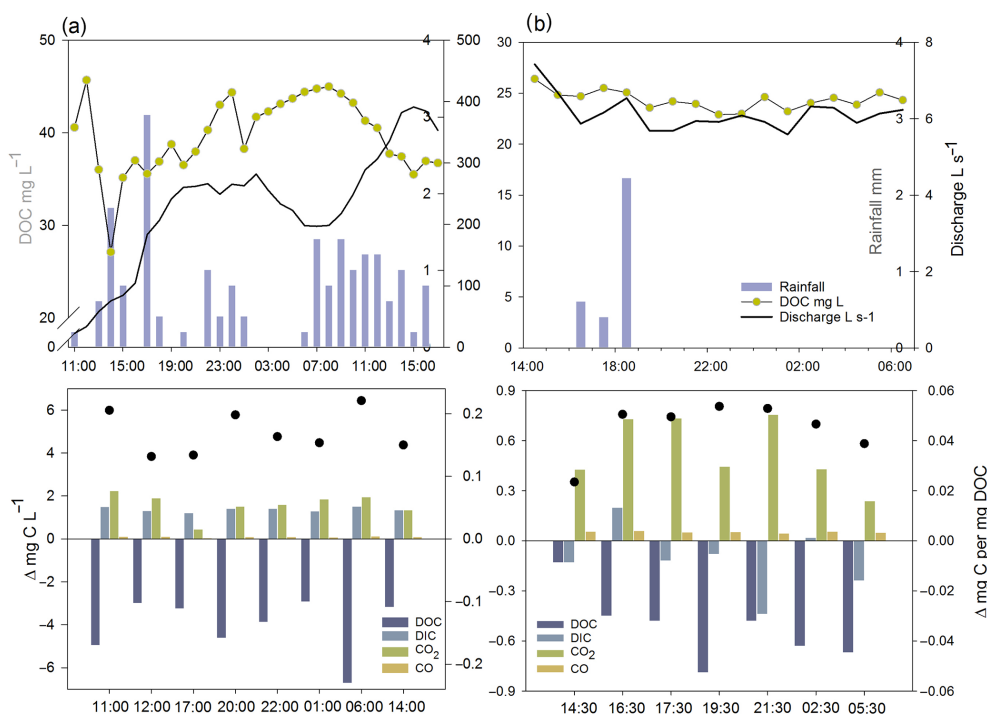 (a)
50
40
30
20
0
DOC mg L⁻¹
4
3
2
1
0
500
400
300
200
100
0
11:00 15:00 19:00 23:00 03:00 07:00 11:00 15:00
(b)
30
25
20
15
10
5
0
4
3
2
1
0
Rainfall mm
8
6
4
2
0
Discharge L s⁻¹
Rainfall
DOC mg L
Discharge L s-1
14:00 18:00 22:00 02:00 06:00
6
4
2
0
−2
−4
−6
Δ mg C L⁻¹
0.2
0.1
0.0
−0.1
−0.2
DOC
DIC
CO₂
CO
11:00 12:00 17:00 20:00 22:00 01:00 06:00 14:00
0.9
0.6
0.3
0.0
−0.3
−0.6
−0.9
0.06
0.04
0.02
0.00
−0.02
−0.04
−0.06
Δ mg C per mg DOC
DOC
DIC
CO₂
CO
14:30 16:30 17:30 19:30 21:30 02:30 05:30